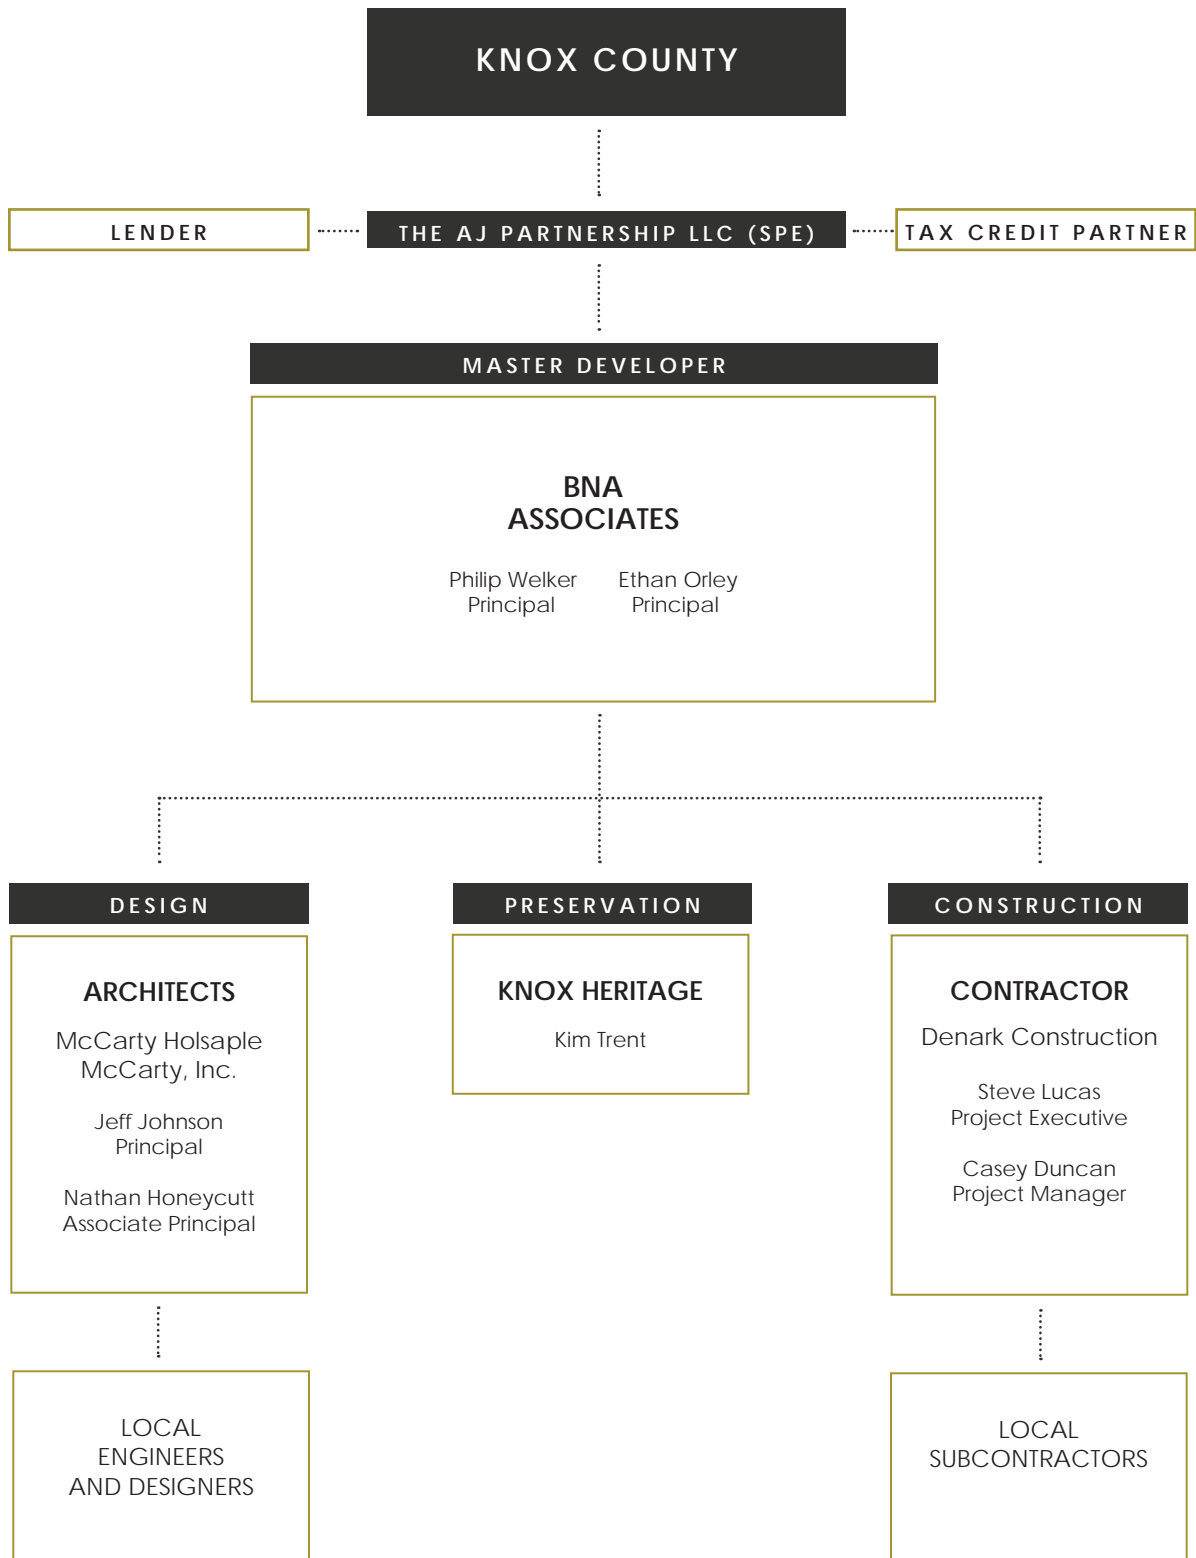 KNOX COUNTY
LENDER
THE AJ PARTNERSHIP LLC (SPE)
TAX CREDIT PARTNER
MASTER DEVELOPER
BNA
ASSOCIATES
Philip Welker
Principal
Ethan Orley
Principal
DESIGN
ARCHITECTS
McCarty Holsaple
McCarty, Inc.
Jeff Johnson
Principal
Nathan Honeycutt
Associate Principal
LOCAL
ENGINEERS
AND DESIGNERS
PRESERVATION
KNOX HERITAGE
Kim Trent
CONSTRUCTION
CONTRACTOR
Denark Construction
Steve Lucas
Project Executive
Casey Duncan
Project Manager
LOCAL
SUBCONTRACTORS